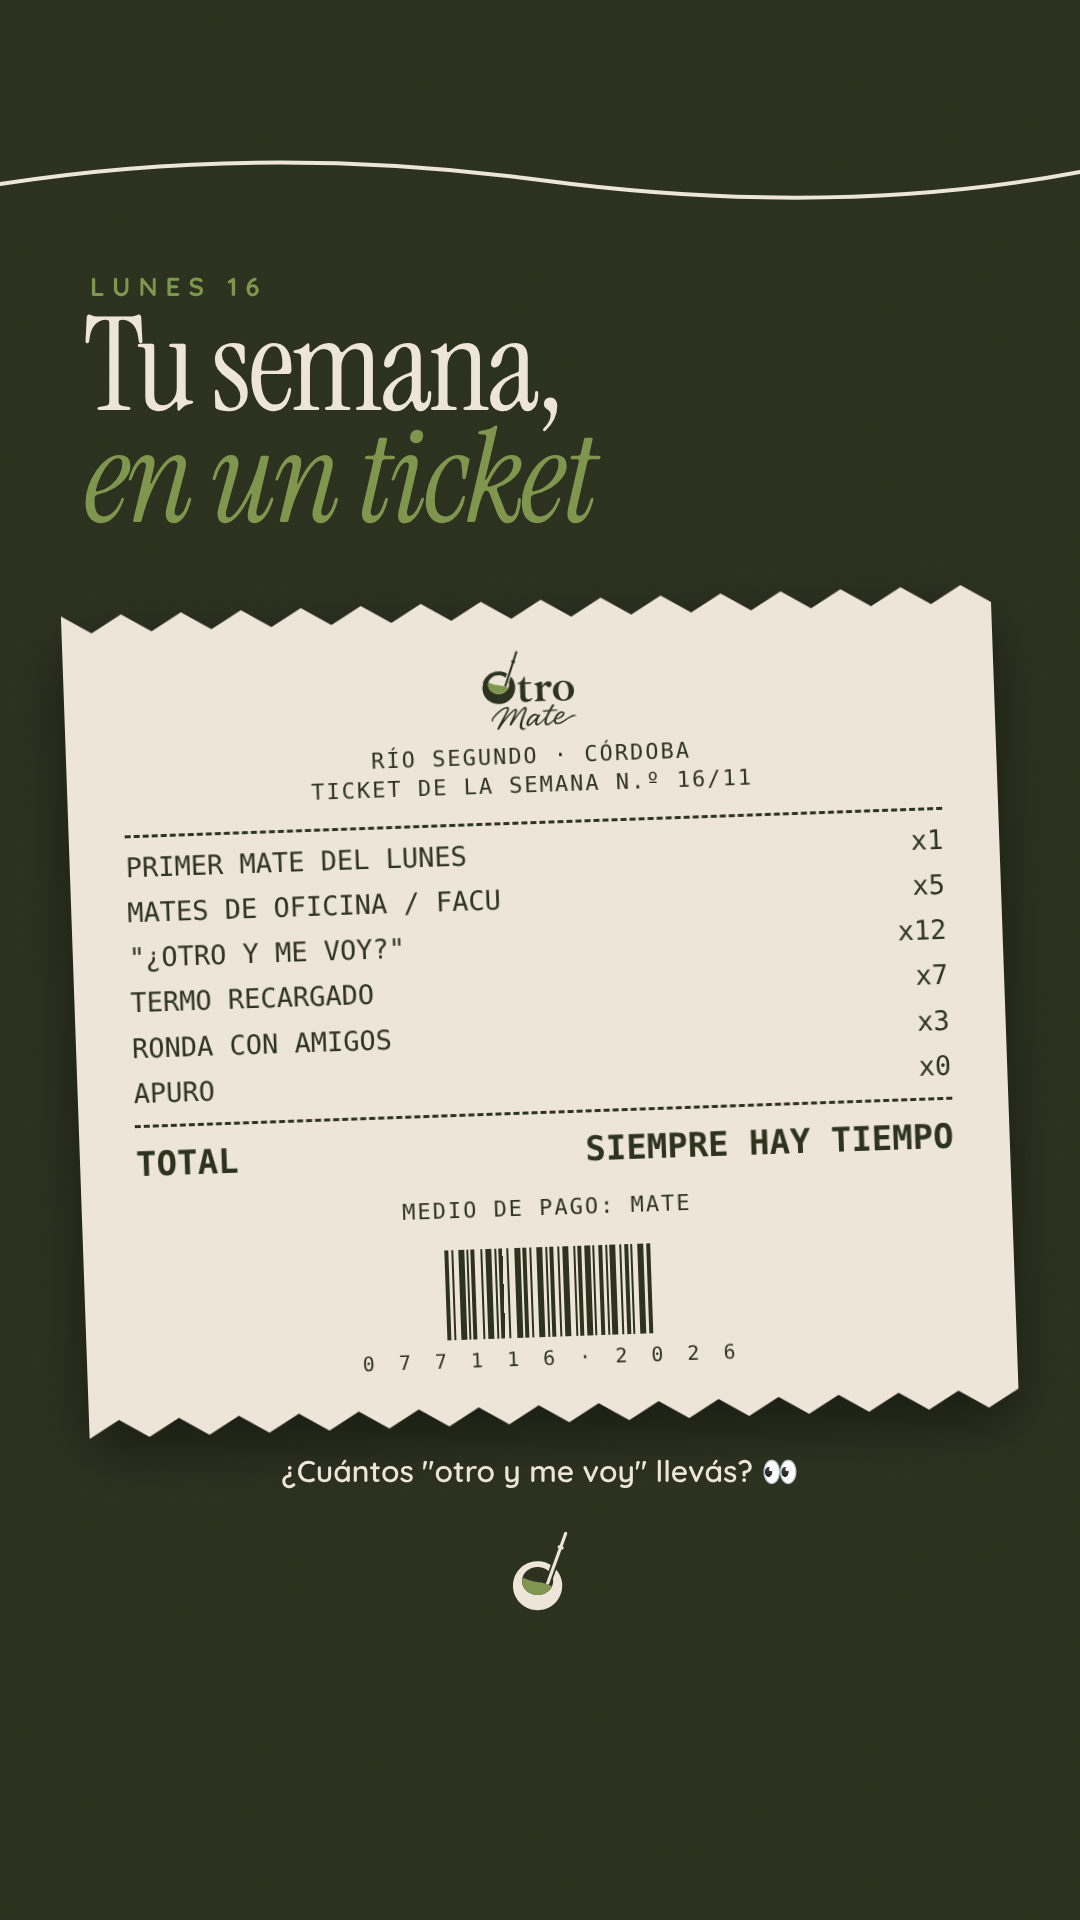 LUNES 16
Tu semana,
en un ticket
Otro
Mate
RÍO SEGUNDO · CÓRDOBA
TICKET DE LA SEMANA N.º 16/11
PRIMER MATE DEL LUNES x1
MATES DE OFICINA / FACU x5
"¿OTRO Y ME VOY?" x12
TERMO RECARGADO x7
RONDA CON AMIGOS x3
APURO x0
TOTAL SIEMPRE HAY TIEMPO
MEDIO DE PAGO: MATE
0 7 7 1 1 6 · 2 0 2 6
¿Cuántos "otro y me voy" llevás? 👀